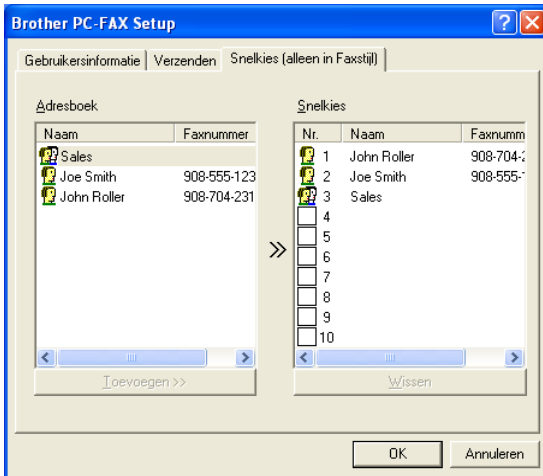 Brother PC-FAX Setup
Gebruikersinformatie Verzenden Snelkies (alleen in Faxstijl)
Adresboek
Naam Faxnummer
Sales
Joe Smith 908-555-123
John Roller 908-704-231
Toevoegen >>
>>
Snelkies
Nr. Naam Faxnumm
1 John Roller 908-704-2
2 Joe Smith 908-555-1
3 Sales
4
5
6
7
8
9
10
Wissen
OK Annuleren